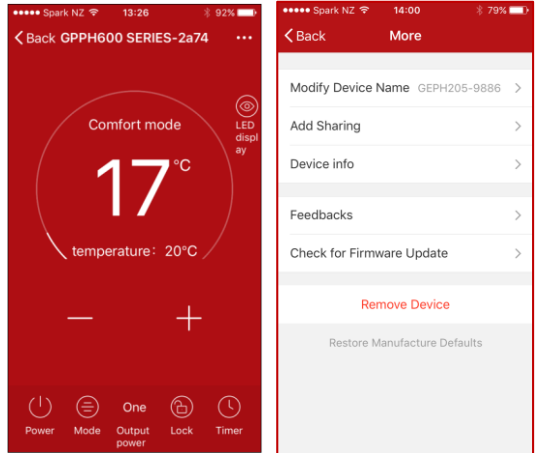 Spark NZ 13:26 92%
Back GPPH600 SERIES-2a74 •••
Comfort mode
LED
displ
ay
17°C
temperature: 20°C
— +
One
Power Mode Output
power Lock Timer
Spark NZ 14:00 79%
Back More
Modify Device Name GEPH205-9886
Add Sharing
Device info
Feedbacks
Check for Firmware Update
Remove Device
Restore Manufacture Defaults